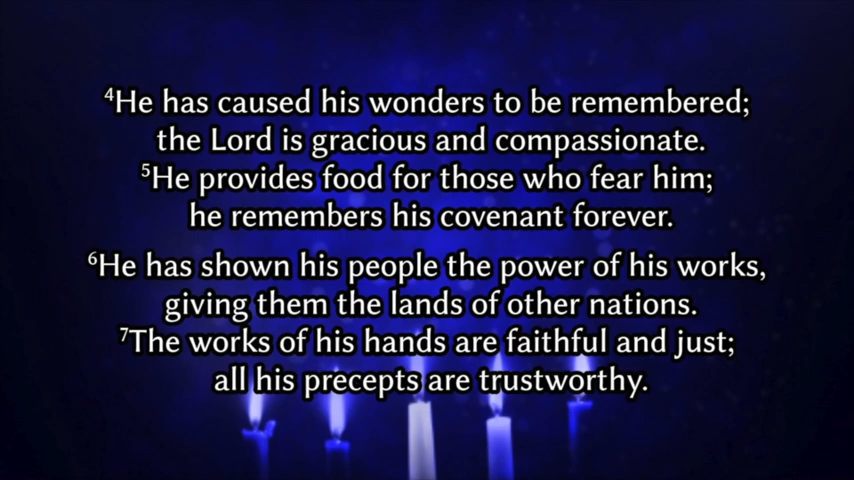 ⁴He has caused his wonders to be remembered;
the Lord is gracious and compassionate.
⁵He provides food for those who fear him;
he remembers his covenant forever.
⁶He has shown his people the power of his works,
giving them the lands of other nations.
⁷The works of his hands are faithful and just;
all his precepts are trustworthy.